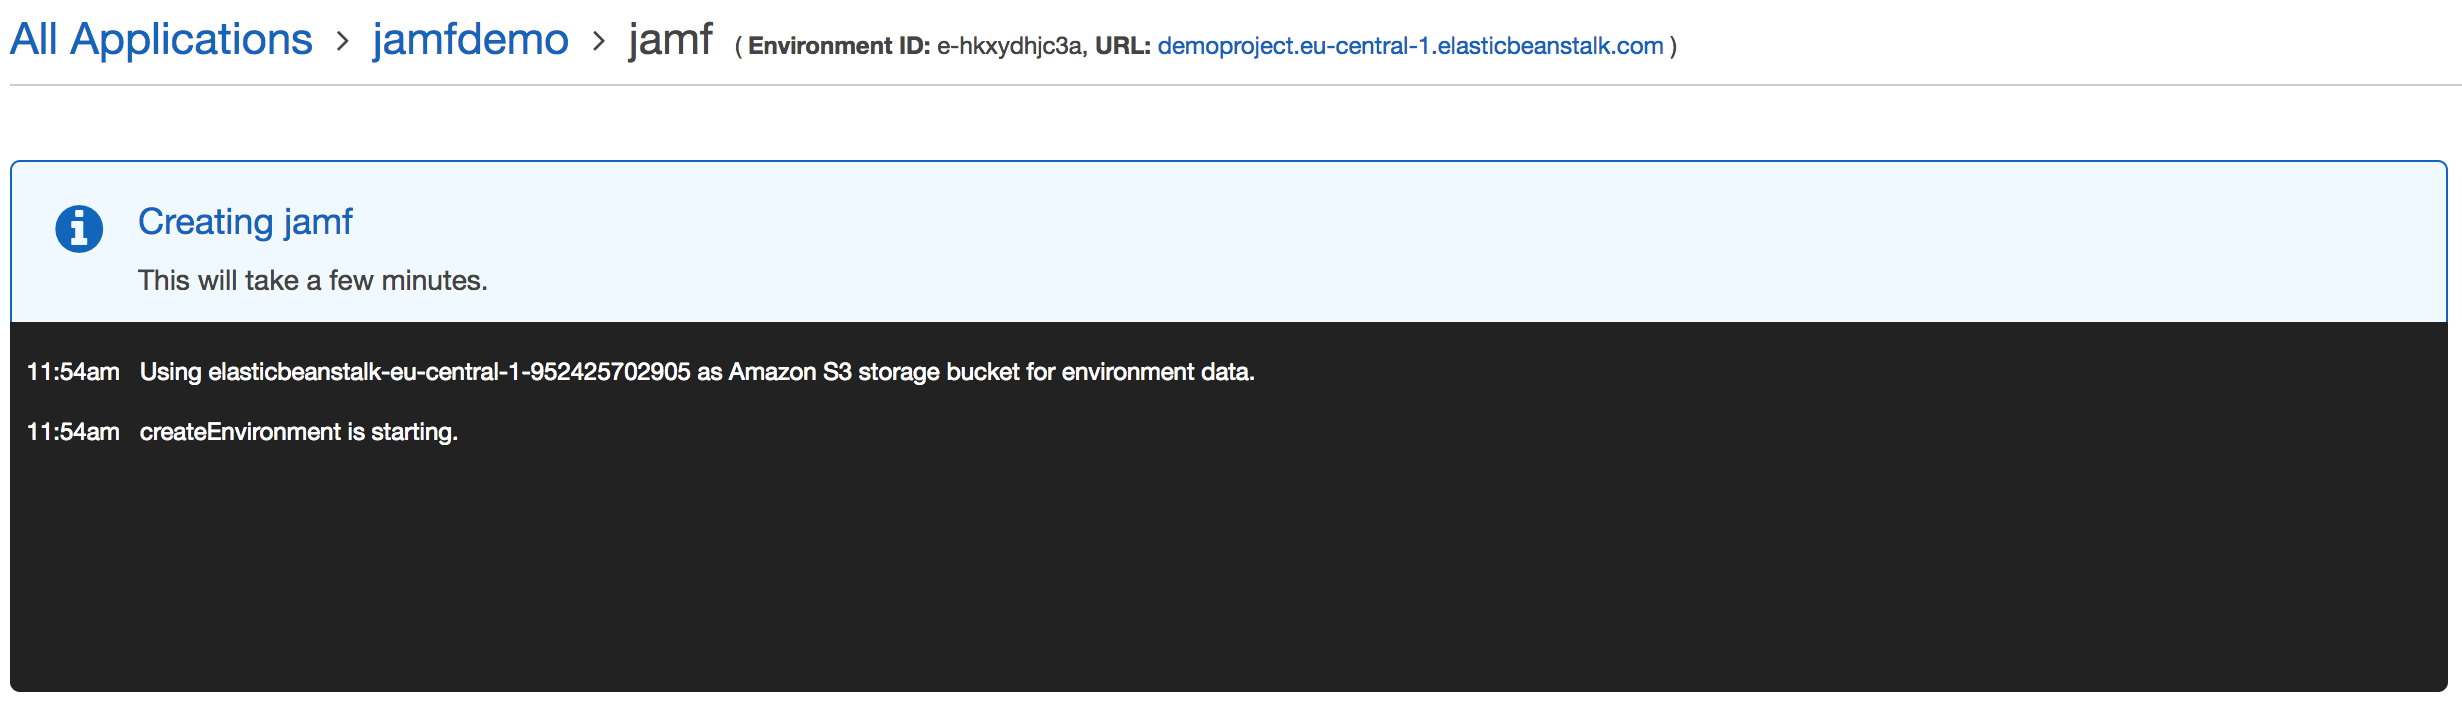 All Applications › jamfdemo › jamf ( Environment ID: e-hkxydhjc3a, URL: demoproject.eu-central-1.elasticbeanstalk.com )
Creating jamf
This will take a few minutes.
11:54am Using elasticbeanstalk-eu-central-1-952425702905 as Amazon S3 storage bucket for environment data.
11:54am createEnvironment is starting.